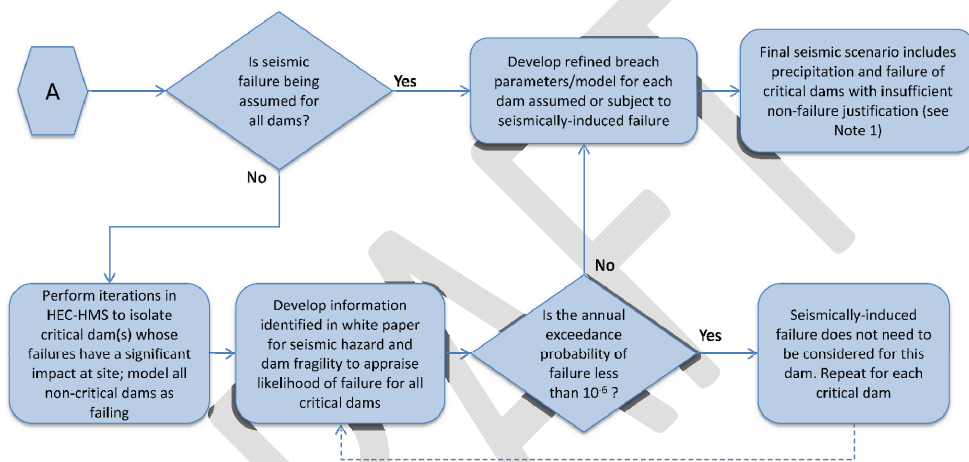 A
Is seismic
failure being
assumed for
all dams?
Yes
No
Develop refined breach
parameters/model for each
dam assumed or subject to
seismically-induced failure
Final seismic scenario includes
precipitation and failure of
critical dams with insufficient
non-failure justification (see
Note 1)
Perform iterations in
HEC-HMS to isolate
critical dam(s) whose
failures have a significant
impact at site; model all
non-critical dams as
failing
Develop information
identified in white paper
for seismic hazard and
dam fragility to appraise
likelihood of failure for all
critical dams
No
Is the annual
exceedance
probability of
failure less
than 10⁻⁶ ?
Yes
Seismically-induced
failure does not need to
be considered for this
dam. Repeat for each
critical dam
DRAFT